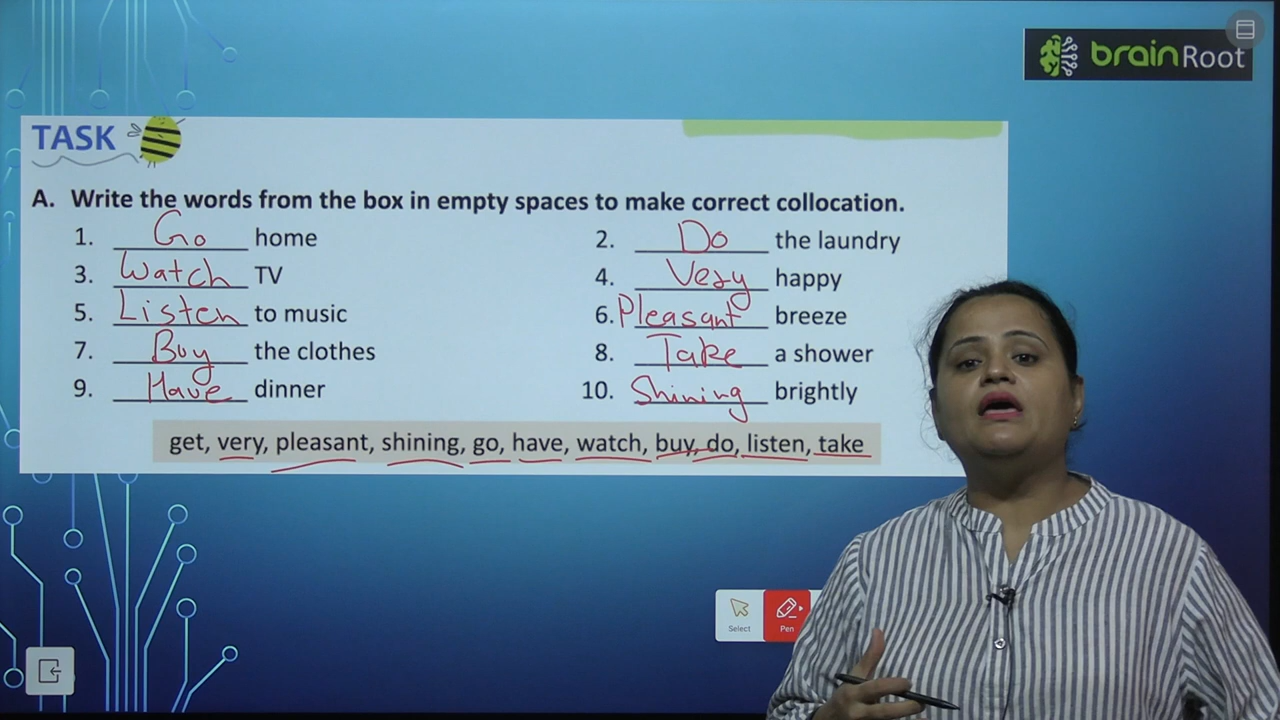 brainRoot
TASK
A. Write the words from the box in empty spaces to make correct collocation.
1. Go home
2. Do the laundry
3. Watch TV
4. Very happy
5. Listen to music
6. Pleasant breeze
7. Buy the clothes
8. Take a shower
9. Have dinner
10. Shining brightly
get, very, pleasant, shining, go, have, watch, buy, do, listen, take
Select
Pen